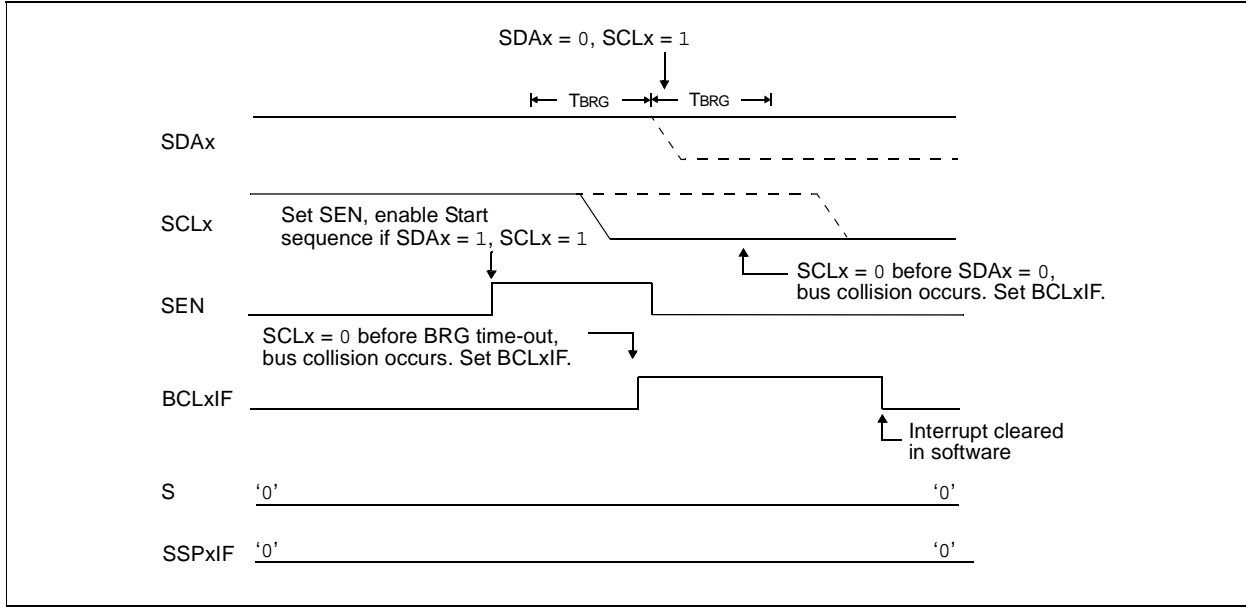 SDAx = 0, SCLx = 1
TBRG TBRG
SDAx
SCLx
Set SEN, enable Start
sequence if SDAx = 1, SCLx = 1
SCLx = 0 before SDAx = 0,
bus collision occurs. Set BCLxIF.
SEN
SCLx = 0 before BRG time-out,
bus collision occurs. Set BCLxIF.
BCLxIF
Interrupt cleared
in software
S ‘0’ ‘0’
SSPxIF ‘0’ ‘0’